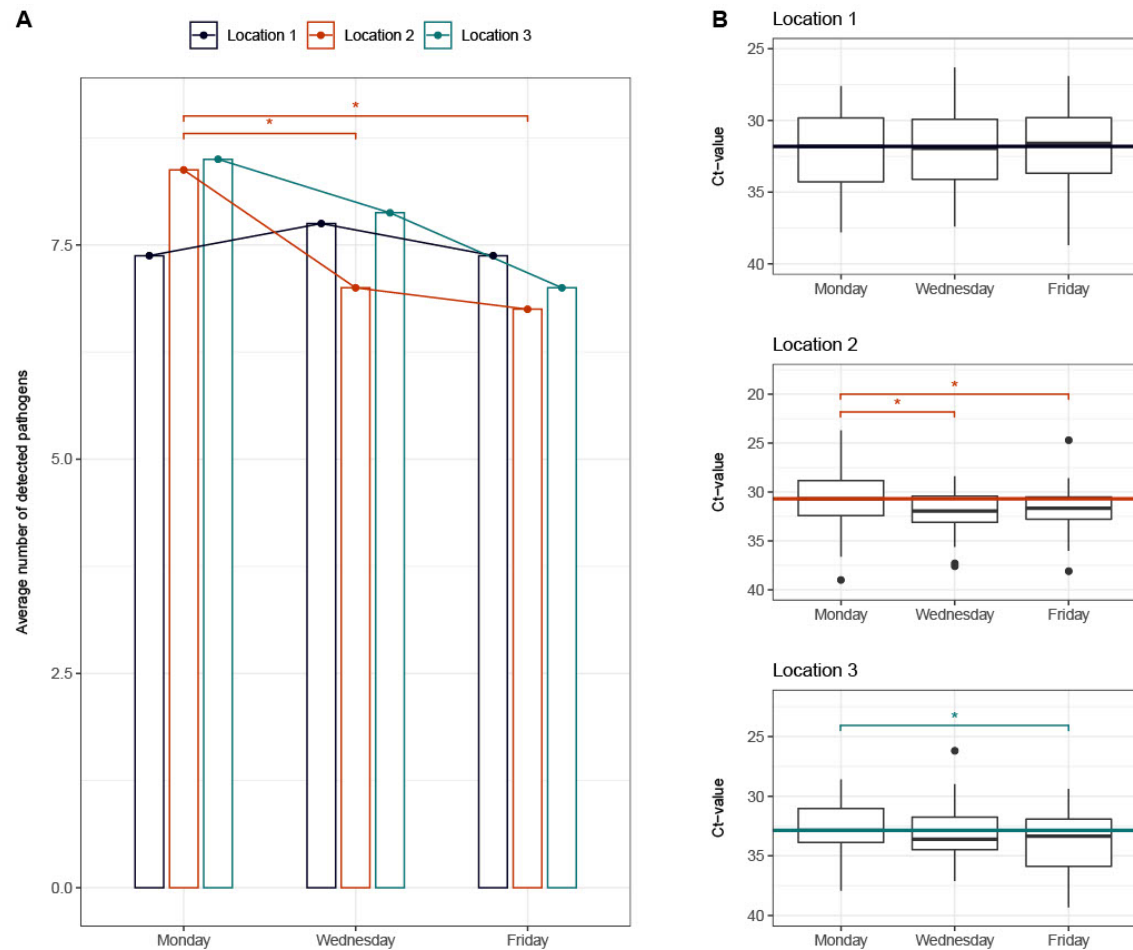 A
Location 1 Location 2 Location 3
Average number of detected pathogens
7.5
5.0
2.5
0.0
* *
Monday Wednesday Friday
B
Location 1
Ct-value
25
30
35
40
Monday Wednesday Friday
Location 2
Ct-value
20
25
30
35
40
* *
Monday Wednesday Friday
Location 3
Ct-value
25
30
35
40
*
Monday Wednesday Friday